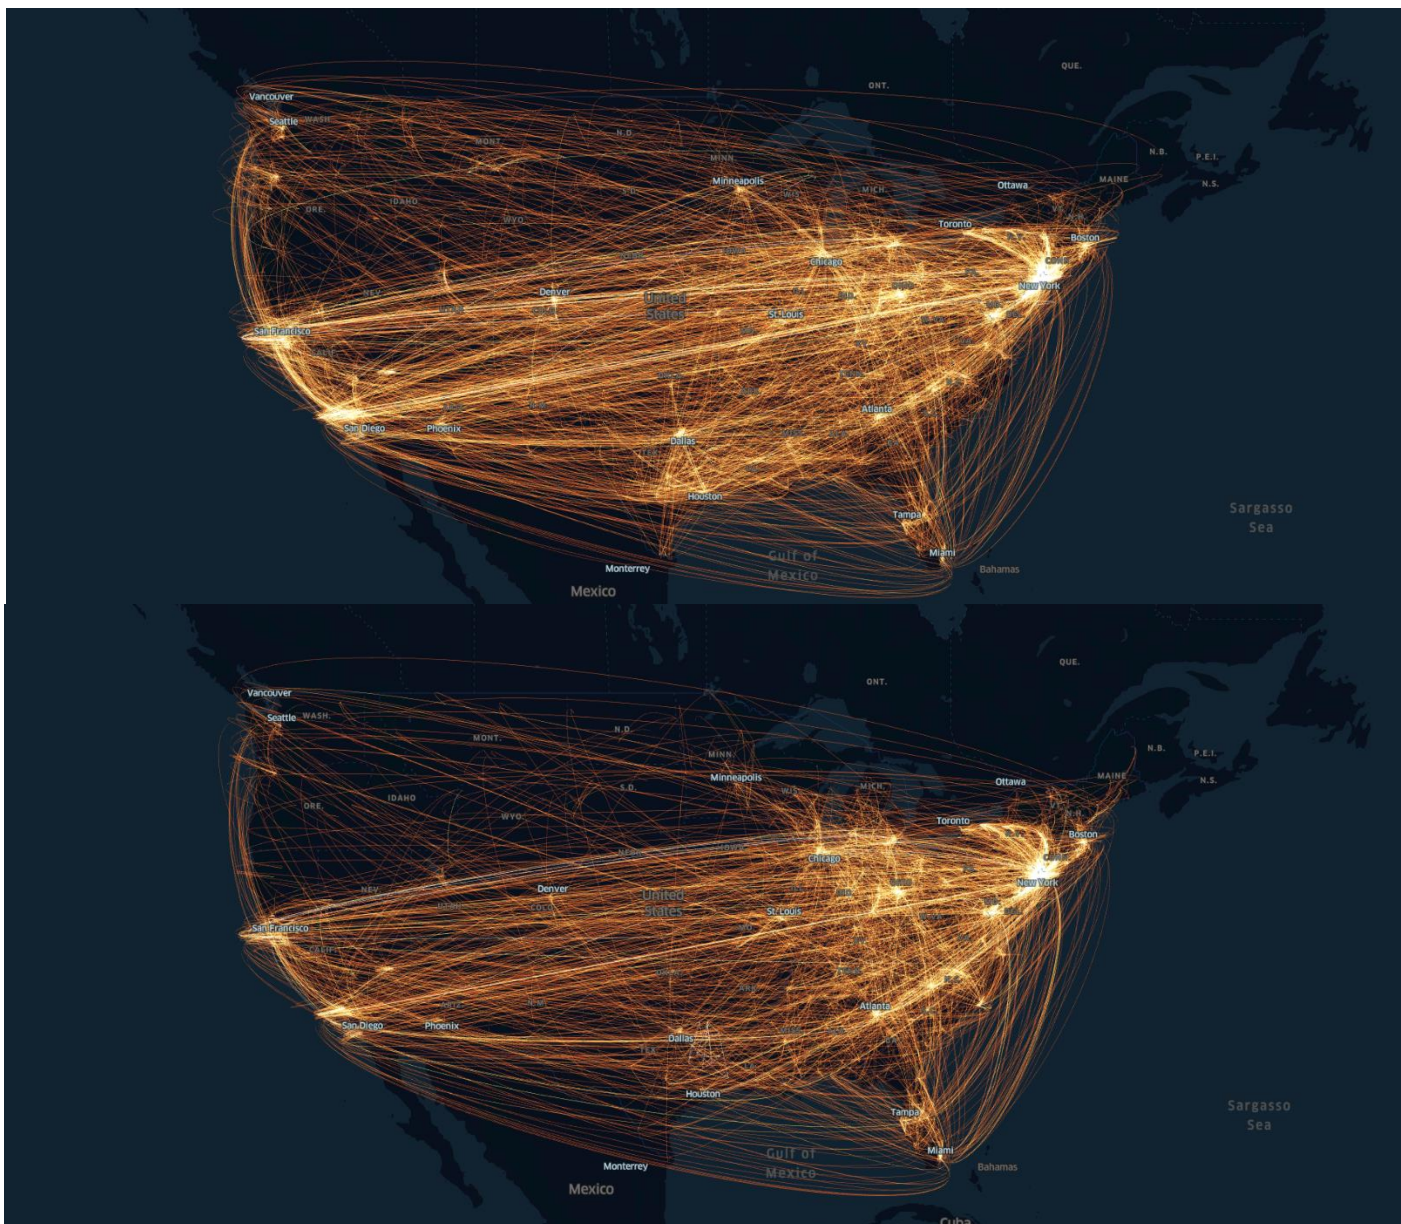 QUE.
ONT.
Vancouver
Seattle
WASH.
N.D.
MONT.
N.B.
P.E.I.
MINN.
MAINE
N.S.
Minneapolis
Ottawa
MICH.
WIS.
IDAHO
ORE.
WYO.
Toronto
Boston
Chicago
New York
NEV.
Denver
United
States
St. Louis
San Francisco
Atlanta
San Diego
Phoenix
Dallas
Houston
Sargasso
Sea
Tampa
Miami
Gulf of
Mexico
Monterrey
Bahamas
Mexico
QUE.
ONT.
Vancouver
Seattle
WASH.
N.D.
MONT.
N.B.
P.E.I.
MINN.
MAINE
N.S.
Minneapolis
Ottawa
MICH.
S.D.
WIS.
IDAHO
ORE.
WYO.
Toronto
Boston
Chicago
New York
NEV.
Denver
COLO.
United
States
St. Louis
San Francisco
CALIF.
ARK.
Atlanta
San Diego
Phoenix
Dallas
Houston
Sargasso
Sea
Tampa
Miami
Gulf of
Mexico
Monterrey
Bahamas
Mexico
Cuba